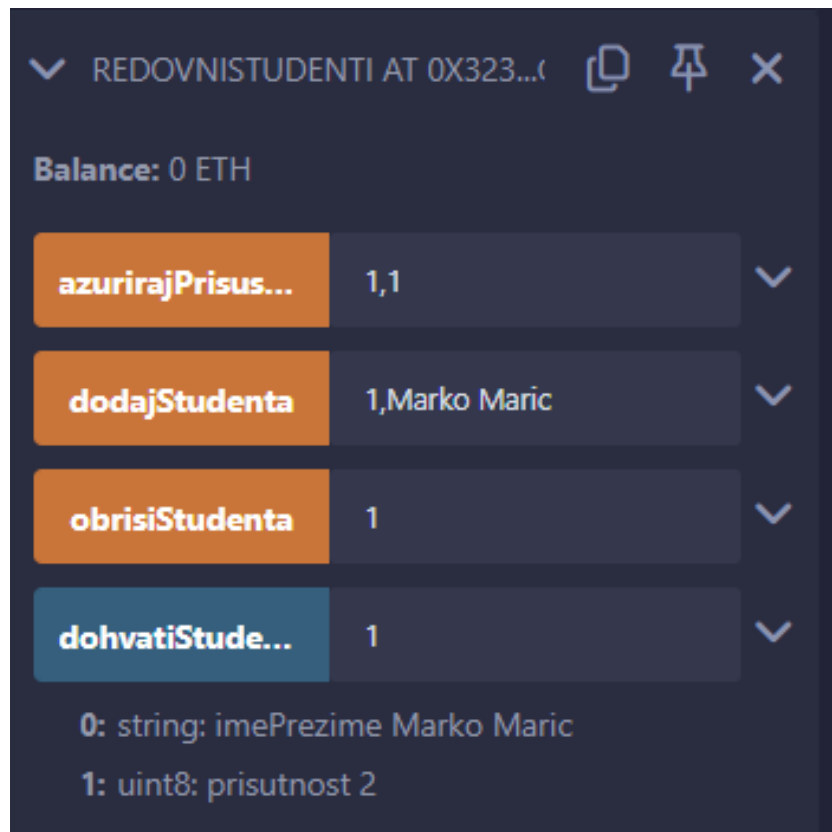 REDOVNISTUDENTI AT 0X323...
Balance: 0 ETH
azurirajPrisus... 1,1
dodajStudenta 1,Marko Maric
obrisiStudenta 1
dohvatiStude... 1
0: string: imePrezime Marko Maric
1: uint8: prisutnost 2